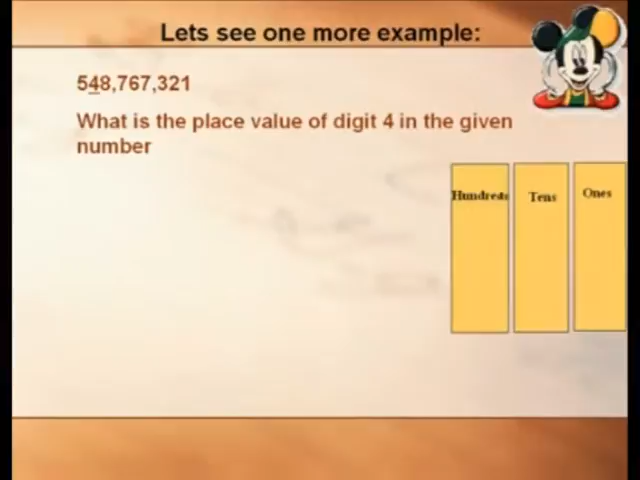 Lets see one more example:
548,767,321
What is the place value of digit 4 in the given
number
Hundreds Tens Ones